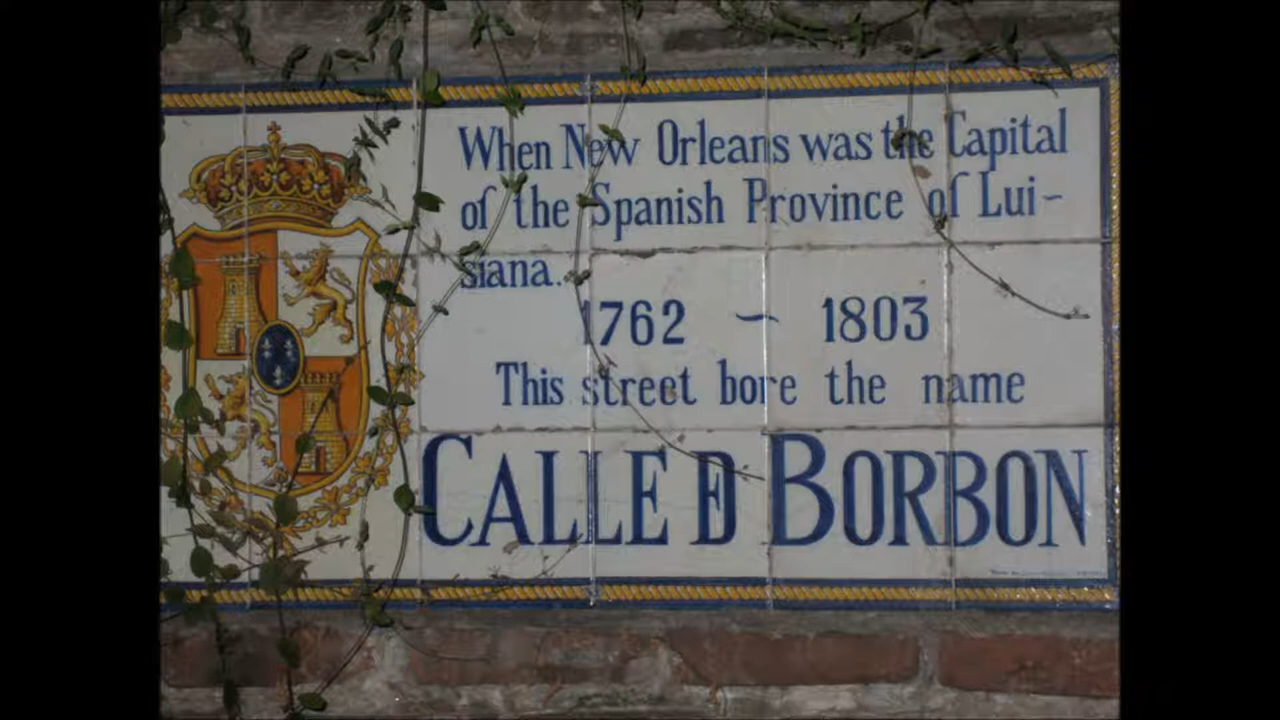 When New Orleans was the Capital
of the Spanish Province of Lui-
siana.
1762 ~ 1803
This street bore the name
CALLE D BORBON